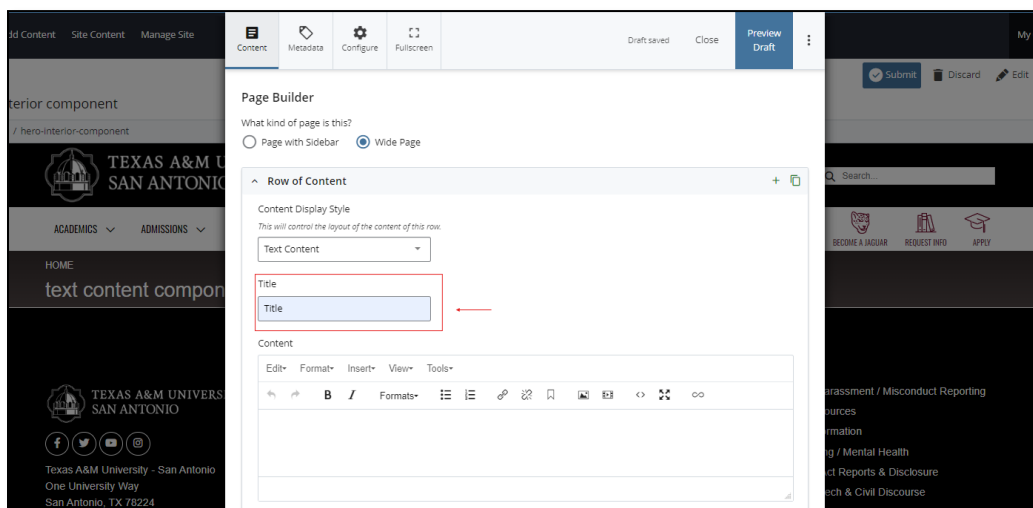 dd Content Site Content Manage Site
Content Metadata Configure Fullscreen
Draft saved Close Preview Draft
My
Submit Discard Edit
terior component
/ hero-interior-component
Page Builder
What kind of page is this?
Page with Sidebar Wide Page
TEXAS A&M U
SAN ANTONIO
Search...
Row of Content
Content Display Style
This will control the layout of the content of this row.
Text Content
ACADEMICS ADMISSIONS
BECOME A JAGUAR REQUEST INFO APPLY
HOME
text content compon
Title
Title
Content
Edit Format Insert View Tools
B I Formats
TEXAS A&M UNIVERS
SAN ANTONIO
Texas A&M University - San Antonio
One University Way
San Antonio, TX 78224
arassment / Misconduct Reporting
ources
rmation
ng / Mental Health
ct Reports & Disclosure
ech & Civil Discourse